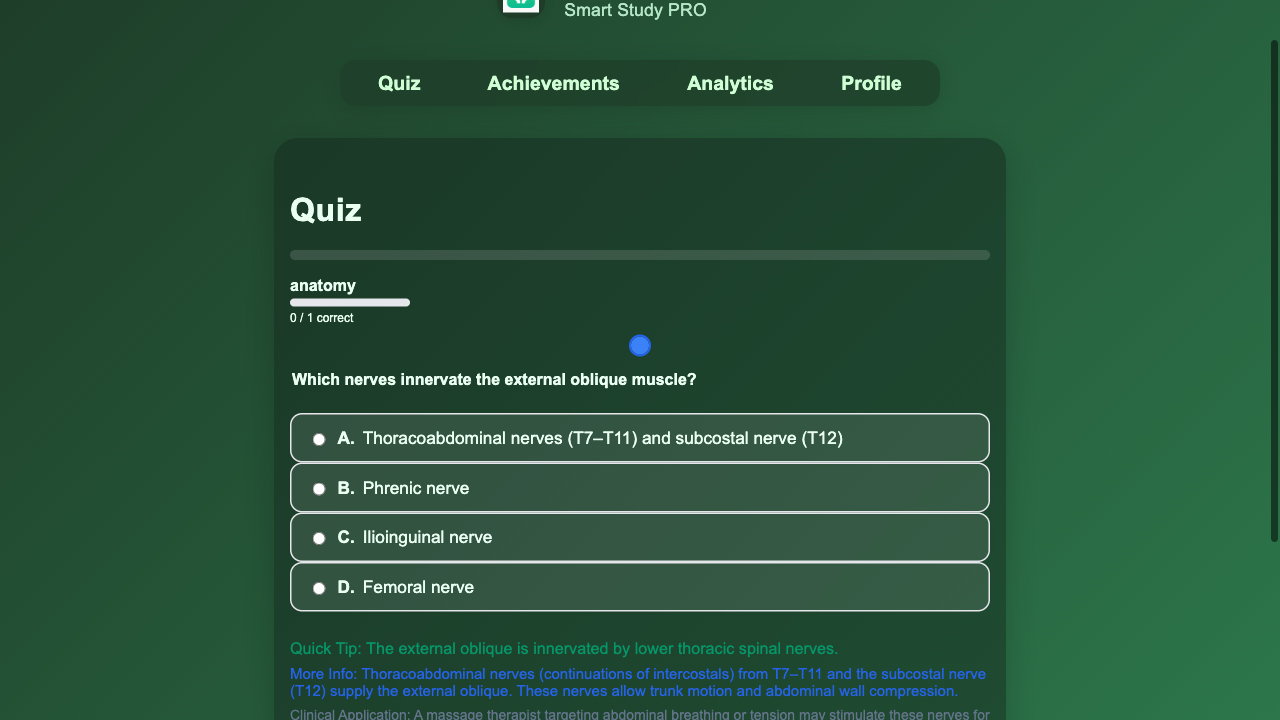 Smart Study PRO
Quiz Achievements Analytics Profile
Quiz
anatomy
0 / 1 correct
Which nerves innervate the external oblique muscle?
A. Thoracoabdominal nerves (T7–T11) and subcostal nerve (T12)
B. Phrenic nerve
C. Ilioinguinal nerve
D. Femoral nerve
Quick Tip: The external oblique is innervated by lower thoracic spinal nerves.
More Info: Thoracoabdominal nerves (continuations of intercostals) from T7–T11 and the subcostal nerve
(T12) supply the external oblique. These nerves allow trunk motion and abdominal wall compression.
Clinical Application: A massage therapist targeting abdominal breathing or tension may stimulate these nerves for